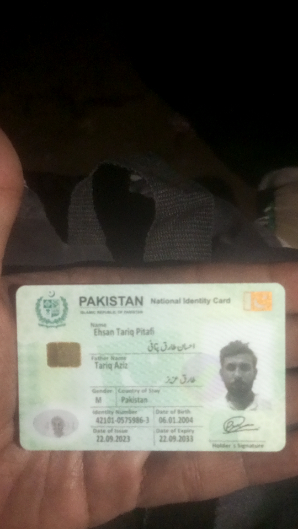 PAKISTAN National Identity Card
ISLAMIC REPUBLIC OF PAKISTAN
Name
Ehsan Tariq Pitafi
Father Name
Tariq Aziz
Gender Country of Stay
M Pakistan
Identity Number Date of Birth
42101-0575986-3 06.01.2004
Date of Issue Date of Expiry
22.09.2023 22.09.2033
Holder's Signature